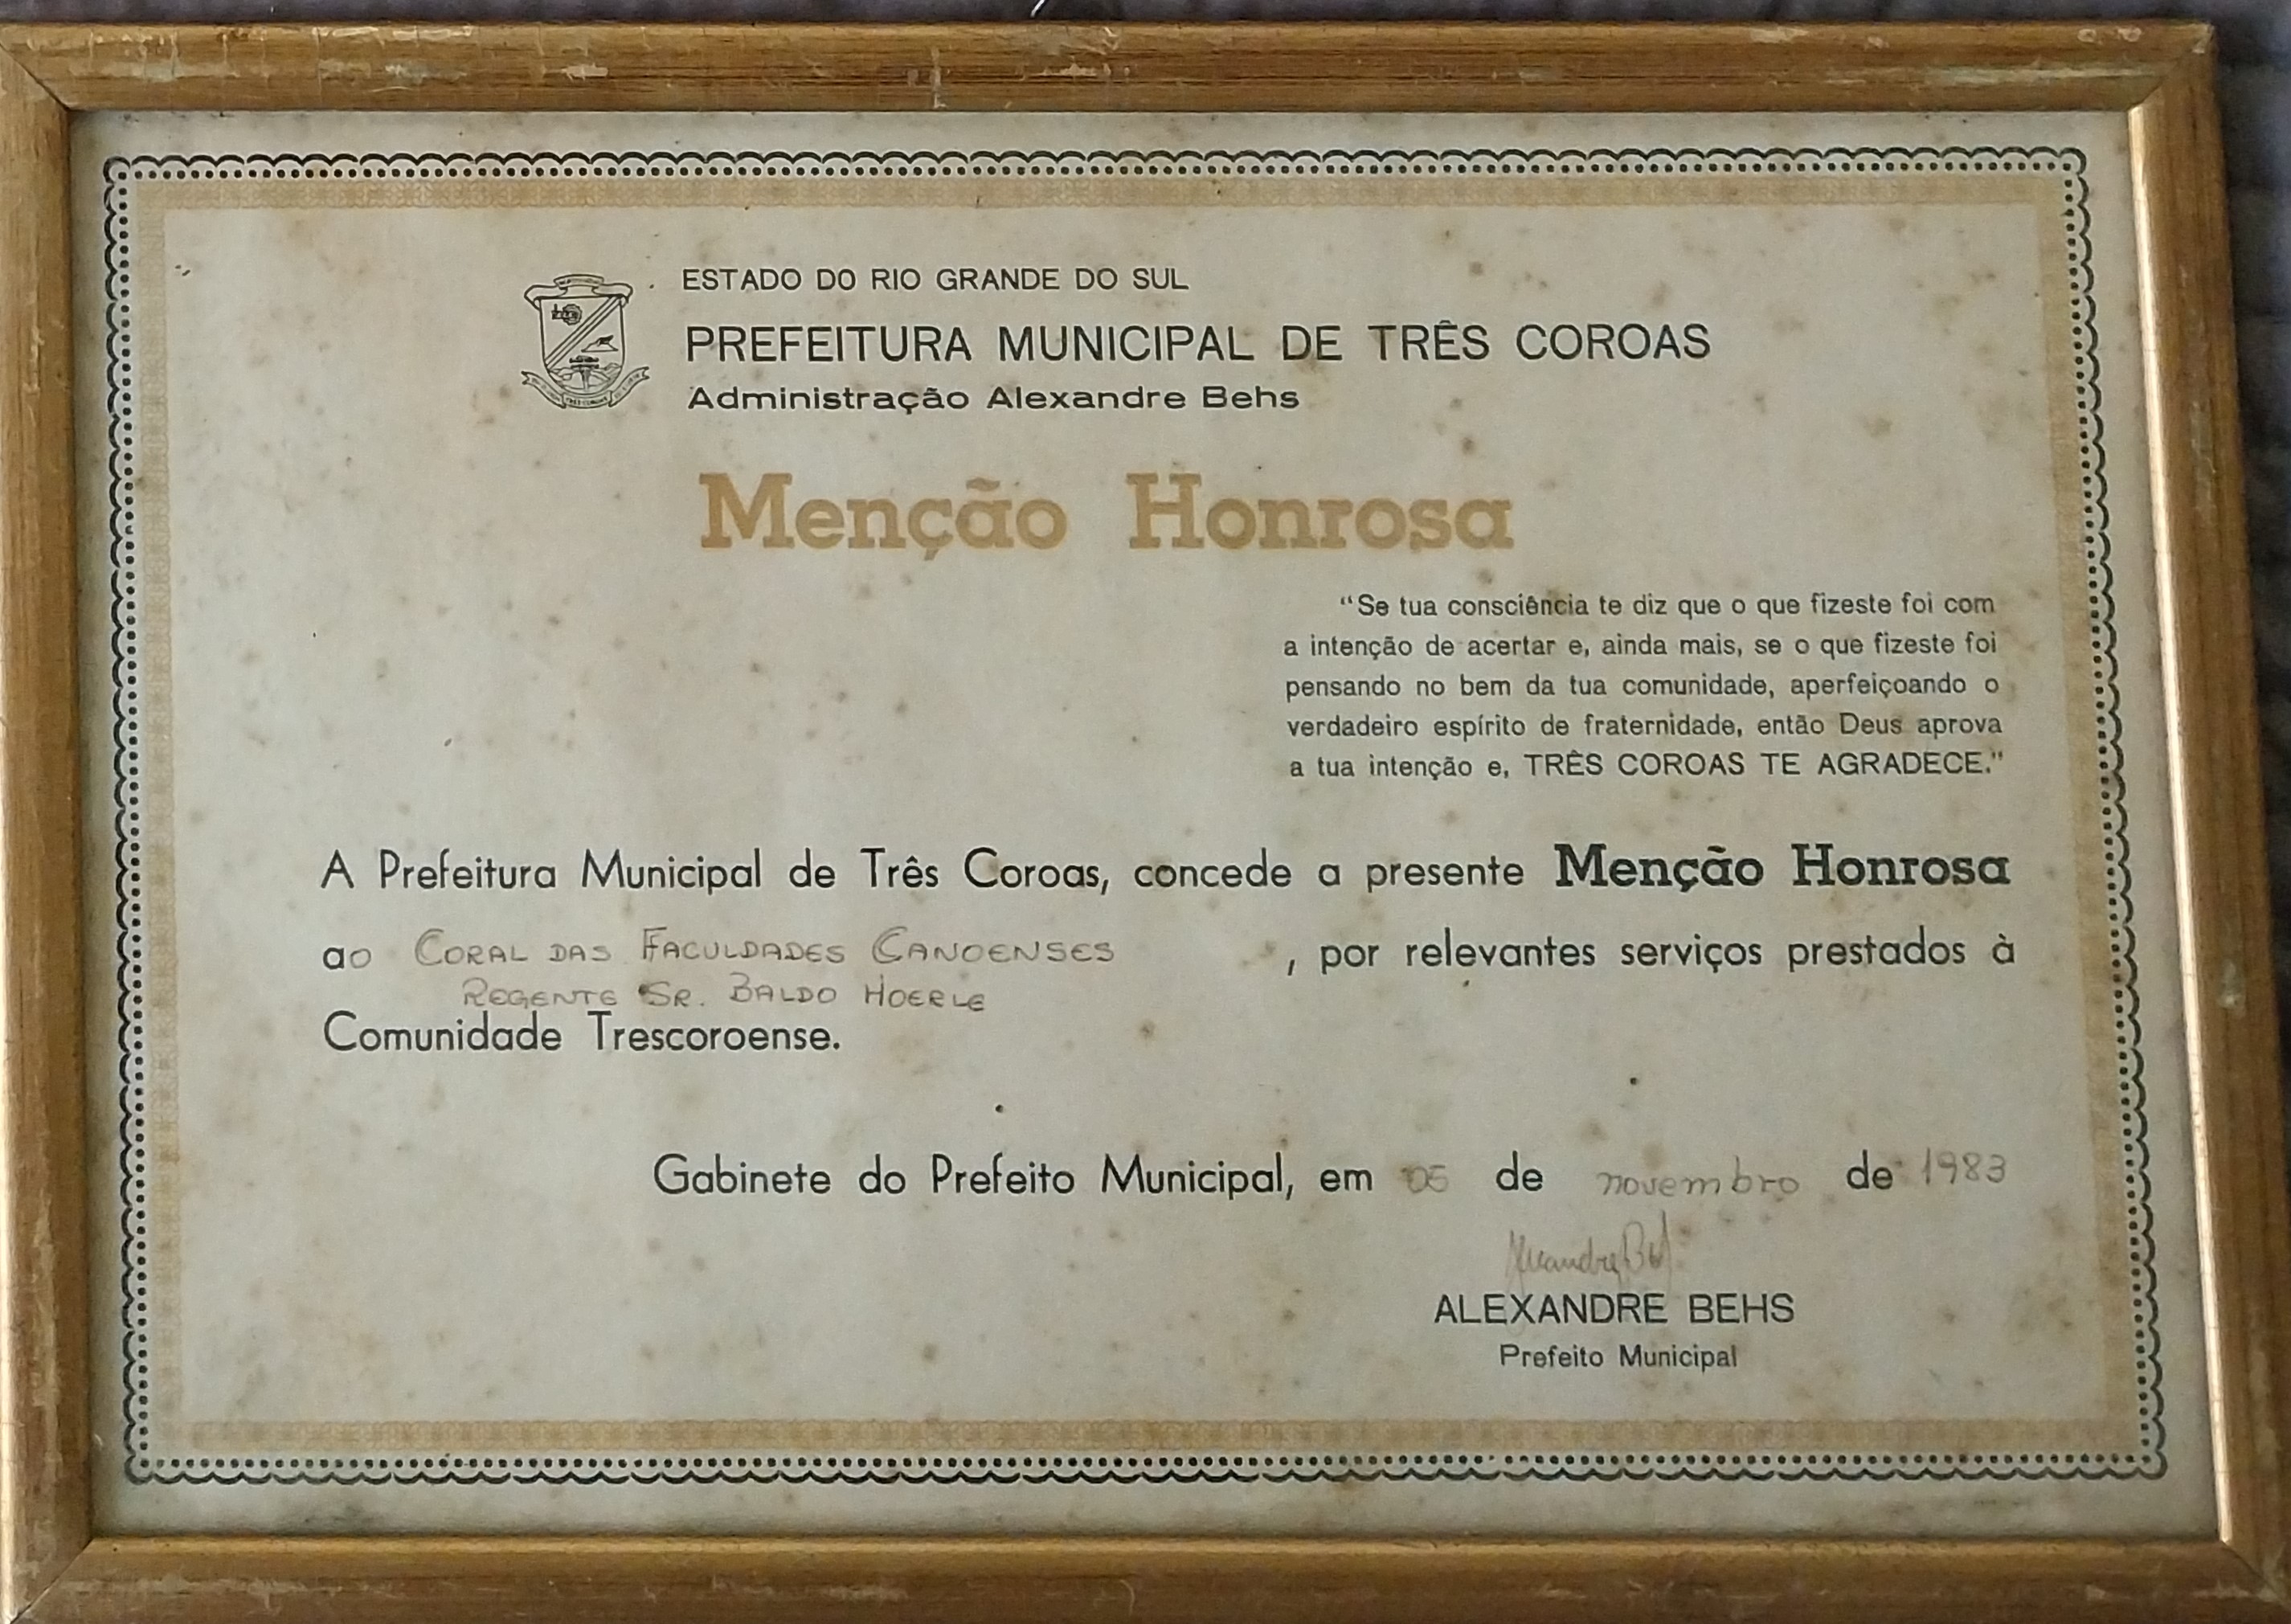 ESTADO DO RIO GRANDE DO SUL
PREFEITURA MUNICIPAL DE TRÊS COROAS
Administração Alexandre Behs
Menção Honrosa
"Se tua consciência te diz que o que fizeste foi com
a intenção de acertar e, ainda mais, se o que fizeste foi
pensando no bem da tua comunidade, aperfeiçoando o
verdadeiro espírito de fraternidade, então Deus aprova
a tua intenção e, TRÊS COROAS TE AGRADECE."
A Prefeitura Municipal de Três Coroas, concede a presente Menção Honrosa
ao CORAL DAS FACULDADES CANOENSES , por relevantes serviços prestados à
REGENTE SR. BALDO HOERLE
Comunidade Trescoroense.
Gabinete do Prefeito Municipal, em 05 de novembro de 1983
ALEXANDRE BEHS
Prefeito Municipal